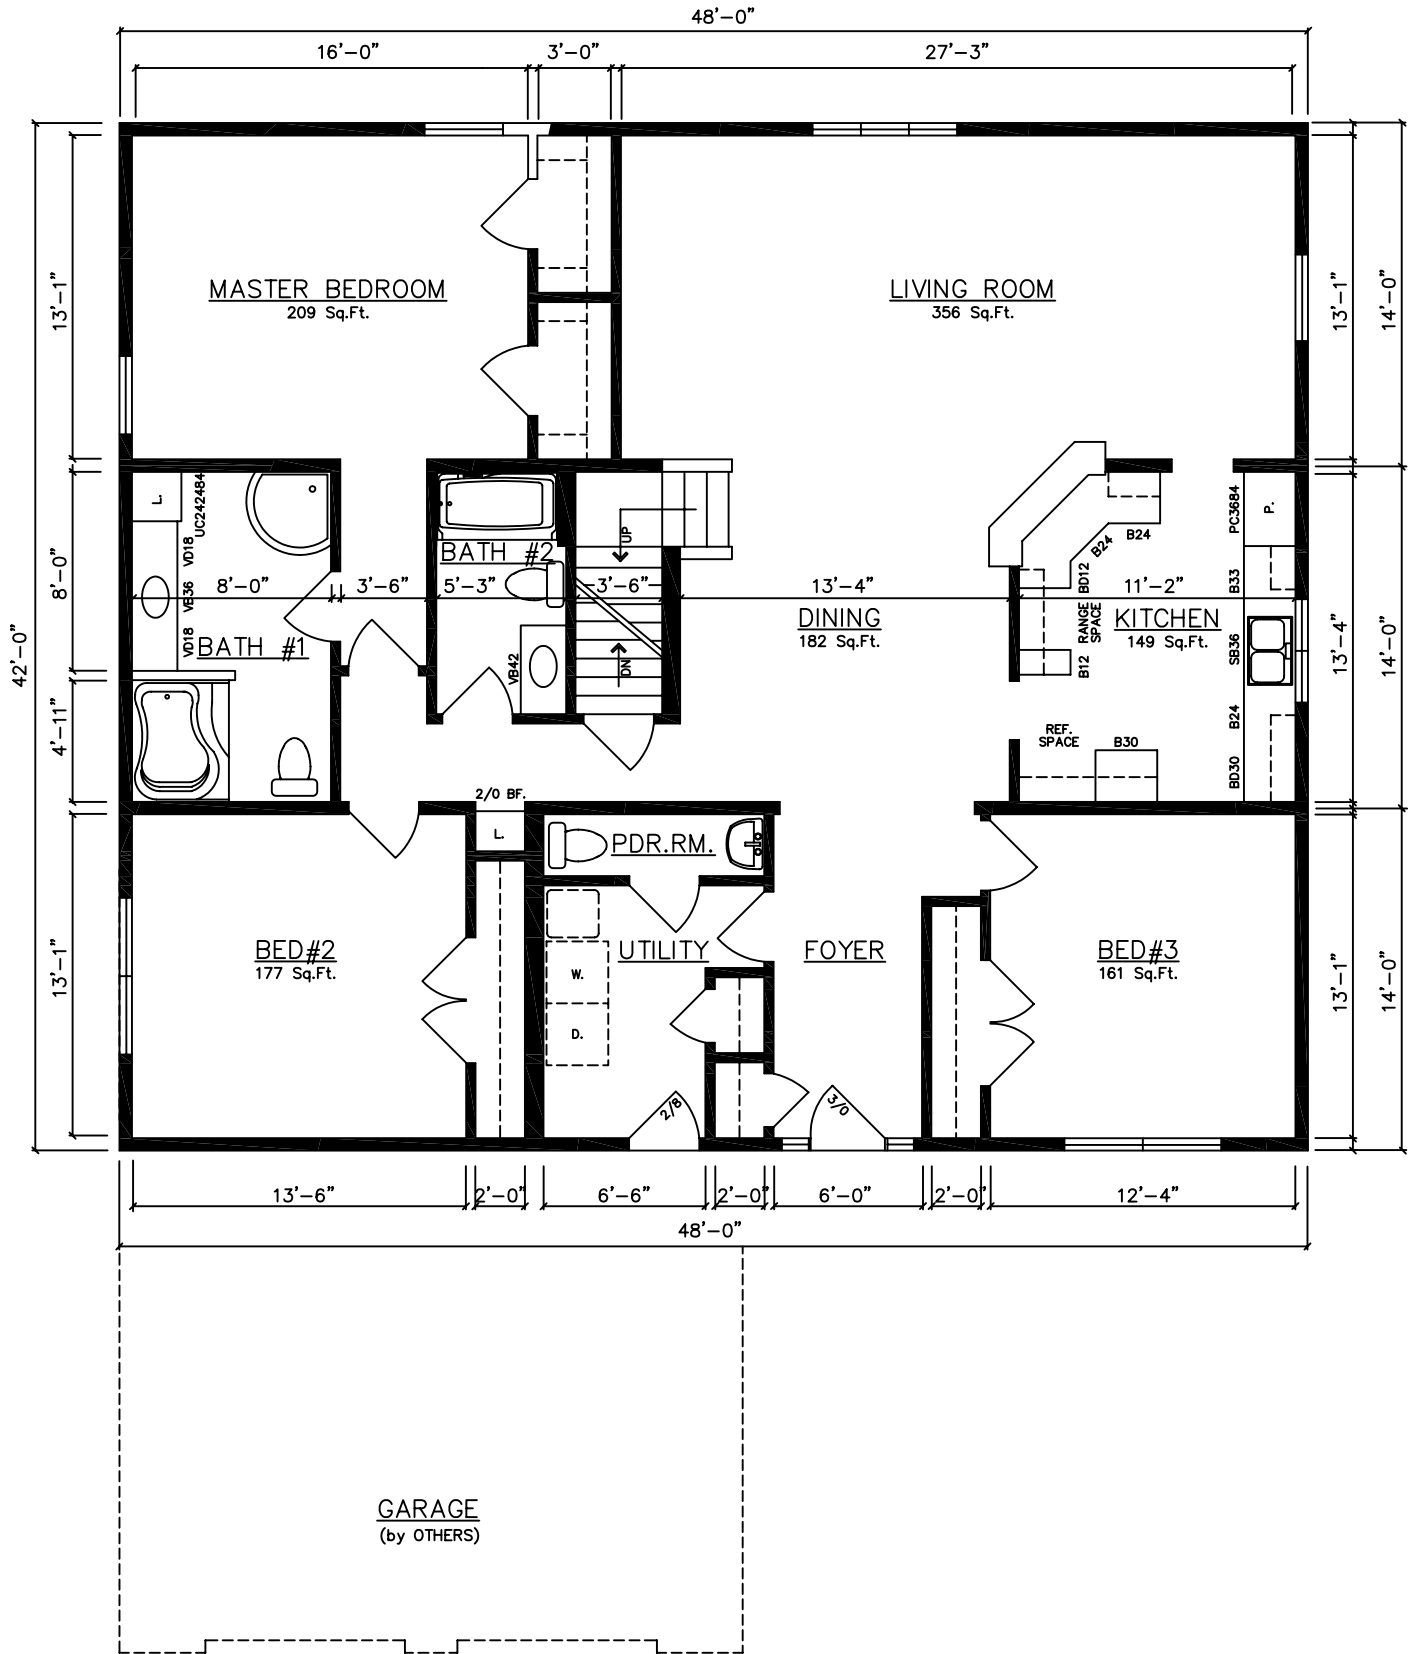 48'-0"
16'-0" 3'-0" 27'-3"
13'-1"
MASTER BEDROOM
209 Sq.Ft.
LIVING ROOM
356 Sq.Ft.
13'-1"
14'-0"
L.
UC242484
VD18
VB36
VD18
8'-0"
BATH #1
8'-0"
3'-6"
BATH #2
5'-3"
VB42
UP
3'-6"
DN
13'-4"
DINING
182 Sq.Ft.
B24
B24
BD12
RANGE
SPACE
B12
11'-2"
KITCHEN
149 Sq.Ft.
PC3684
P.
B33
SB36
B24
BD30
REF.
SPACE
B30
13'-4"
14'-0"
42'-0"
4'-11"
2/0 BF.
L.
PDR.RM.
13'-1"
BED#2
177 Sq.Ft.
UTILITY
W.
D.
FOYER
BED#3
161 Sq.Ft.
13'-1"
14'-0"
2/8
3/0
13'-6" 2'-0" 6'-6" 2'-0" 6'-0" 2'-0" 12'-4"
48'-0"
GARAGE
(by OTHERS)